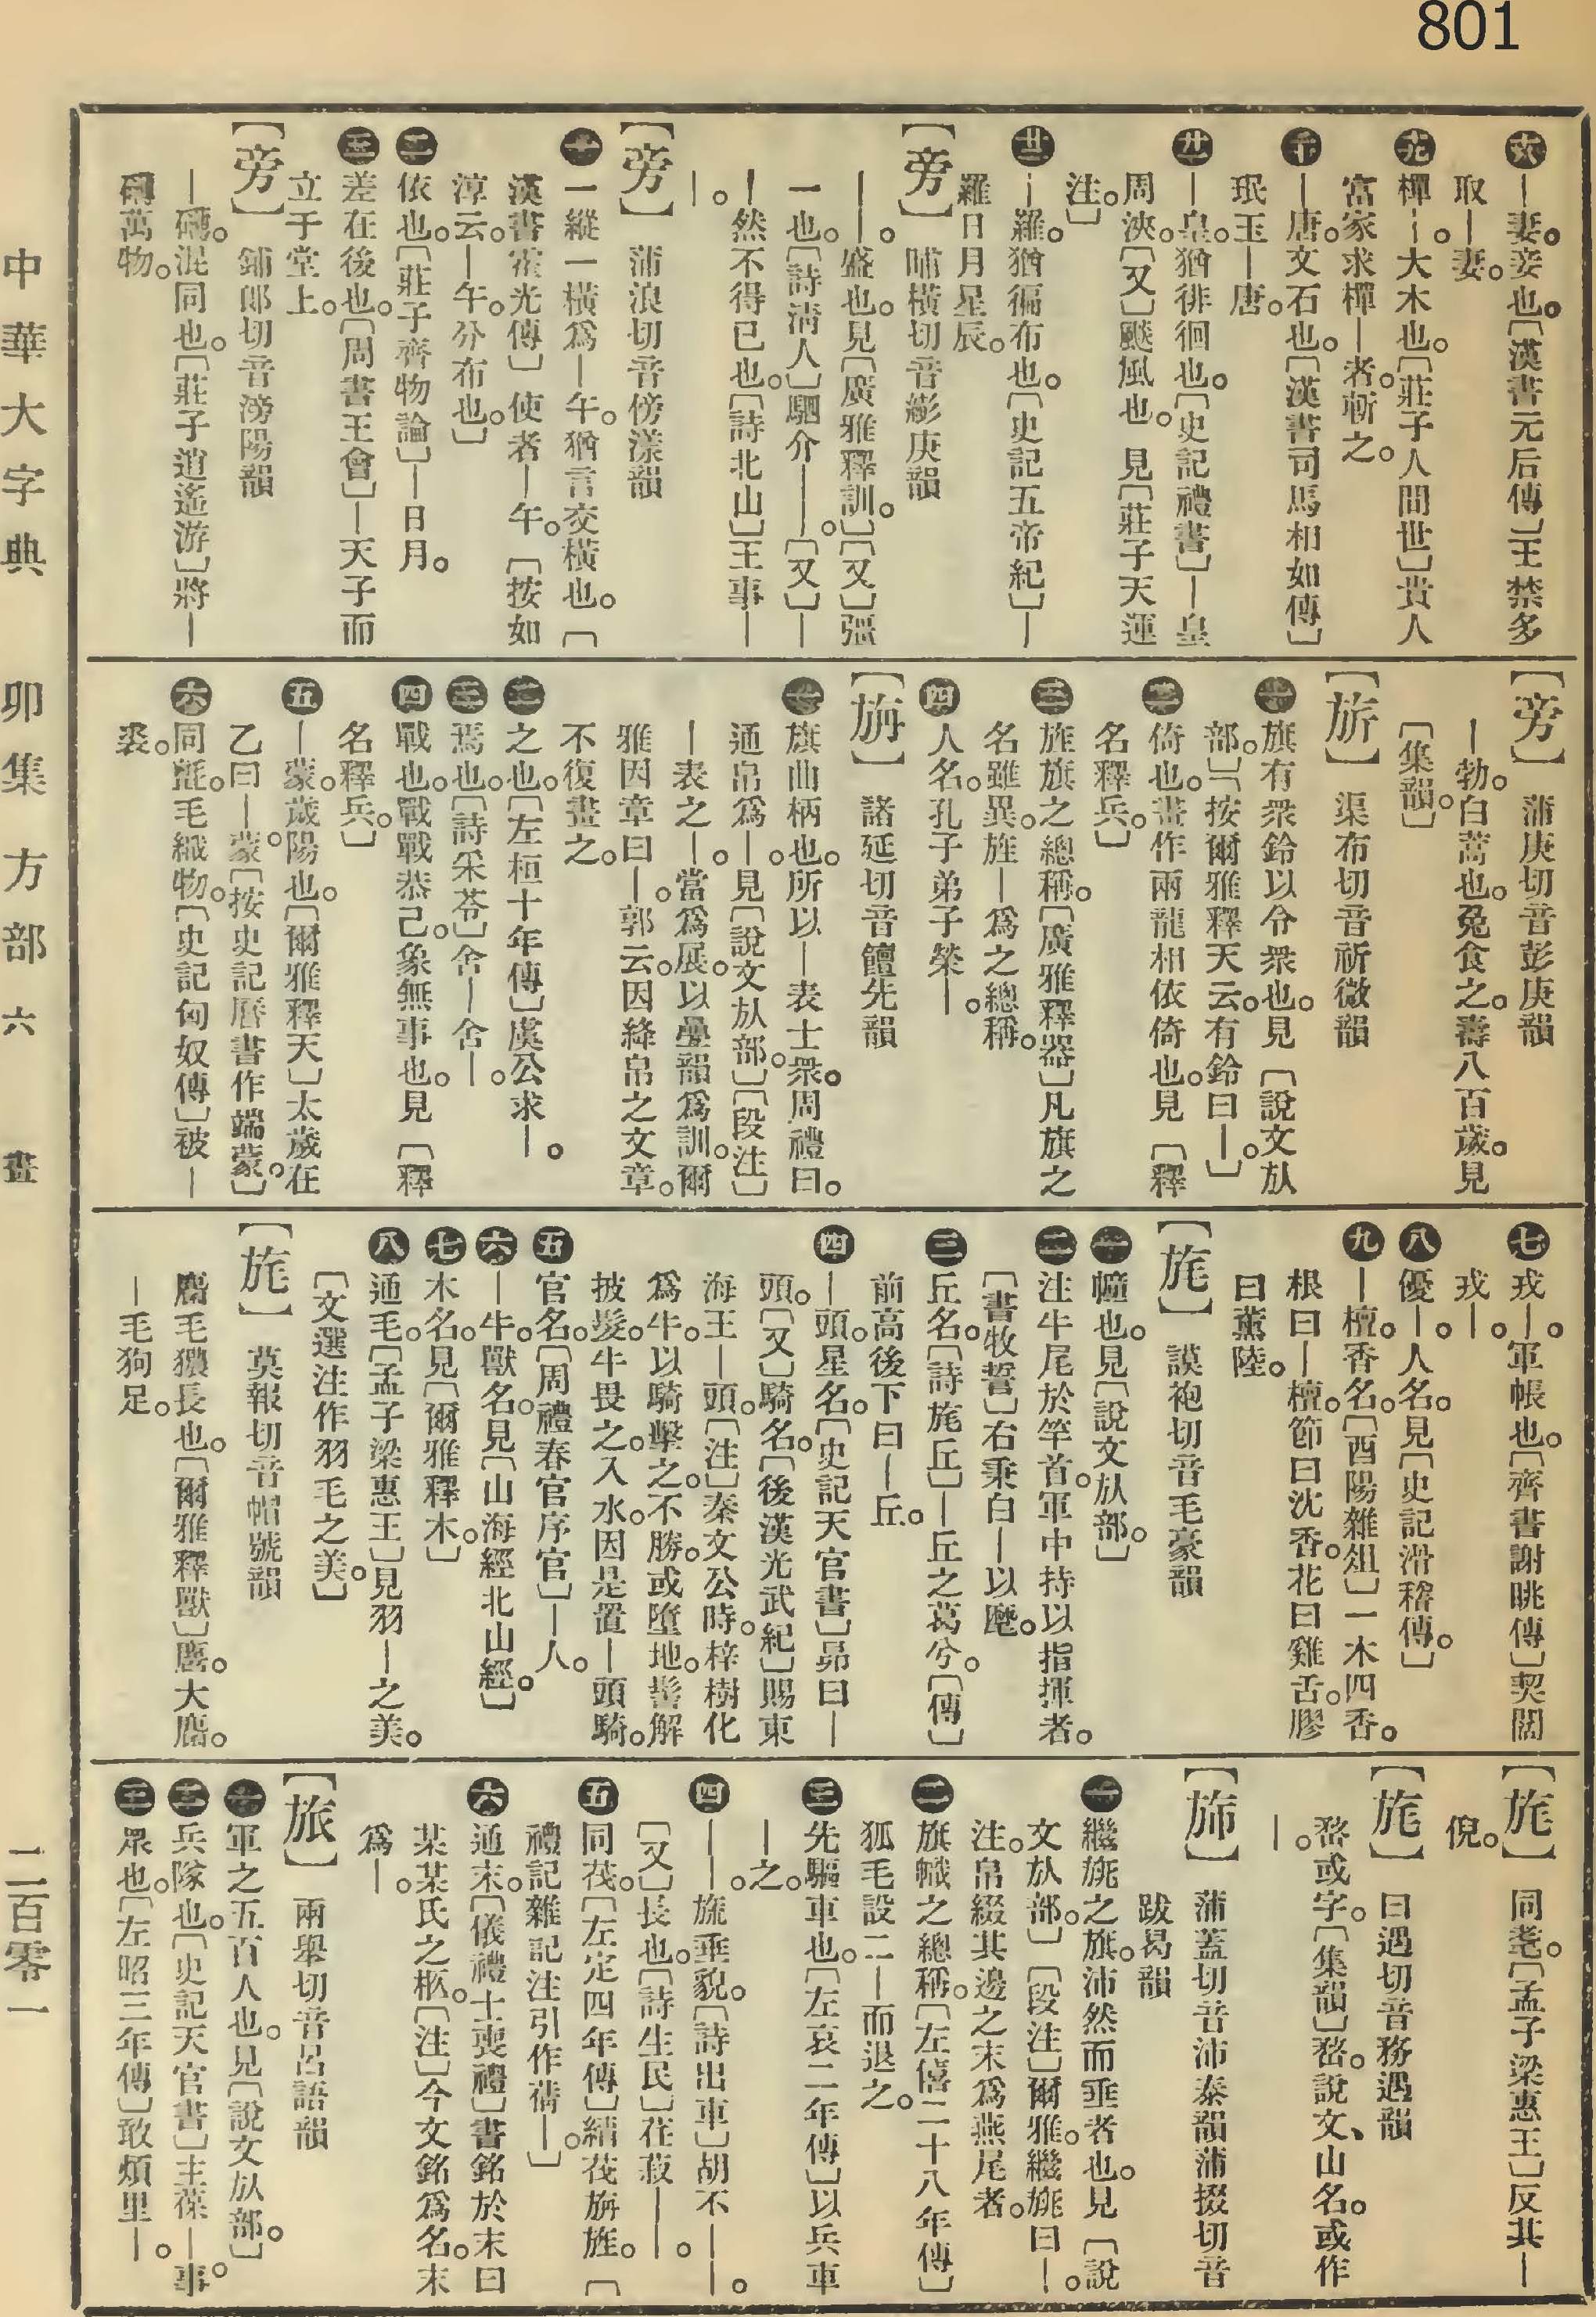 801
㊅｜妻。妾也。〔漢書元后傳〕王禁多
取｜妻。
㊉九樿｜。大木也。〔莊子人間世〕貴人
富家求樿｜者。斬之。
二十｜唐。文石也。〔漢書司馬相如傳〕
珉玉｜唐。
廿一｜皇。猶徘徊也。〔史記禮書〕｜皇
周浹。〔又〕颷風也。見〔莊子天運
注〕
廿二｜羅。猶徧布也。〔史記五帝紀〕｜
羅日月星辰。
〔旁〕晡橫切音嘭庚韻
｜｜。盛也。見〔廣雅釋訓。〕〔又〕彊
一也。〔詩淸人〕駟介｜｜。〔又〕｜
｜然不得已也。〔詩北山〕王事｜
｜。
〔旁〕蒲浪切音傍漾韻
一 一縱一橫爲｜午。猶言交橫也。〔
漢書霍光傳〕使者｜午。〔按如
淳云。｜午。分布也。〕
二 依也。〔莊子齊物論〕｜日月。
三 差在後也。〔周書王會〕｜天子而
立于堂上。
〔旁〕鋪郎切音滂陽韻
｜礴。混同也。〔莊子逍遙游〕將｜
礴萬物。
〔旁〕蒲庚切音彭庚韻
｜勃。白蒿也。兔食之。壽八百歲。見
〔集韻。〕
〔旂〕渠布切音祈微韻
一 旗有衆鈴以令衆也。見〔說文㫃
部。〕〔按爾雅釋天云。有鈴曰｜。〕
二 倚也。畫作兩龍相依倚也。見〔釋
名釋兵。〕
三 旌旗之總稱。〔廣雅釋器〕凡旗之
名雖異。旌｜爲之總稱。
四 人名。孔子弟子榮｜。
〔旃〕諸延切音饘先韻
一 旗曲柄也。所以｜表士衆。周禮曰。
通帛爲｜。見〔說文㫃部。〕〔段注〕
｜表之｜。當爲展。以疊韻爲訓。爾
雅因章曰｜。郭云。因絳帛之文章。
不復畫之。
二 之也。〔左桓十年傳〕虞公求｜。
三 焉也。〔詩采苓〕舍｜舍｜。
四 戰也。戰戰恭己。象無事也。見〔釋
名釋兵。〕
五 ｜蒙。歲陽也。〔爾雅釋天〕太歲在
乙曰｜蒙。〔按史記曆書作端蒙。〕
六 同氈。毛織物。〔史記匈奴傳〕被｜
裘。
七 戎｜。軍帳也。〔齊書謝朓傳〕契闊
戎｜。
八 優｜。人名。見〔史記滑稽傳。〕
九 ｜檀。香名。〔酉陽雜俎〕一木四香。
根曰｜檀。節曰沈香。花曰雞舌。膠
曰薰陸。
〔旄〕謨袍切音毛豪韻
一 幢也。見〔說文㫃部。〕
二 注牛尾於竿首。軍中持以指揮者。
〔書牧誓〕右秉白｜以麾。
三 丘名。〔詩旄丘〕｜丘之葛兮。〔傳〕
前高後下曰｜丘。
四 ｜頭。星名。〔史記天官書〕昴曰｜
頭。〔又〕騎名。〔後漢光武紀〕賜東
海王｜頭。〔注〕秦文公時。梓樹化
爲牛。以騎擊之。不勝。或墮地。髻解
披髮。牛畏之。入水。因是置｜頭騎。
五 官名。〔周禮春官序官〕｜人。
六 ｜牛。獸名。見〔山海經北山經。〕
七 木名。見〔爾雅釋木。〕
八 通毛。〔孟子梁惠王〕見羽｜之美。
〔文選注作羽毛之美。〕
〔旄〕莫報切音帽號韻
麕毛獵長也。〔爾雅釋獸〕麕。大麕。
｜毛狗足。
〔旄〕同耄。〔孟子梁惠王〕反其｜
倪。
〔旄〕曰遇切音務遇韻
堥或字。〔集韻〕堥。說文、山名。或作
｜。
〔旆〕蒲蓋切音沛泰韻蒲撥切音
跋曷韻
一 繼旐之旗。沛然而垂者也。見〔說
文㫃部。〕〔段注〕爾雅。繼旐曰｜。
注。帛綴其邊之末爲燕尾者。
二 旗幟之總稱。〔左僖二十八年傳〕
狐毛設二｜而退之。
三 先驅車也。〔左哀二年傳〕以兵車
｜之。
四 ｜｜。旐垂貌。〔詩出車〕胡不｜｜。
〔又〕長也。〔詩生民〕荏菽｜｜。
五 同茷。〔左定四年傳〕綪茷旃旌。〔
禮記雜記注引作蒨｜。〕
六 通末。〔儀禮士喪禮〕書銘於末曰
某某氏之柩。〔注〕今文銘爲名。末
爲｜。
〔旅〕兩舉切音呂語韻
一 軍之五百人也。見〔說文㫃部。〕
二 兵隊也。〔史記天官書〕主葆｜事。
三 眾也。〔左昭三年傳〕敢煩里｜。
中華大字典　卯集方部　六畫　二百零一